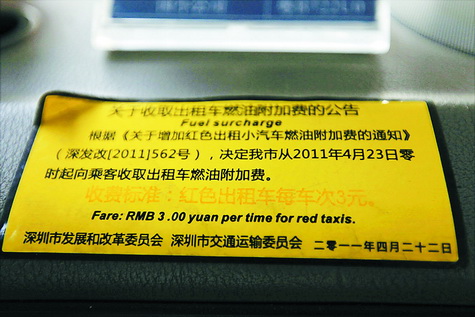 关于收取出租车燃油附加费的公告
Fuel surcharge
根据《关于增加红色出租小汽车燃油附加费的通知》
（深发改[2011]562号），决定我市从2011年4月23日零
时起向乘客收取出租车燃油附加费。
收费标准：红色出租车每车次3元。
Fare: RMB 3 .00 yuan per time for red taxis.
深圳市发展和改革委员会 深圳市交通运输委员会 二零一一年四月二十二日